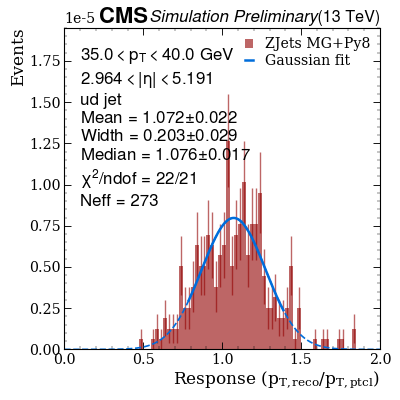 1e-5 CMS Simulation Preliminary (13 TeV)
Events
35.0 < pT < 40.0 GeV
2.964 < |η| < 5.191
ud jet
Mean = 1.072±0.022
Width = 0.203±0.029
Median = 1.076±0.017
χ²/ndof = 22/21
Neff = 273
ZJets MG+Py8
Gaussian fit
1.75
1.50
1.25
1.00
0.75
0.50
0.25
0.00
0.0 0.5 1.0 1.5 2.0
Response (pT, reco/pT, ptcl)